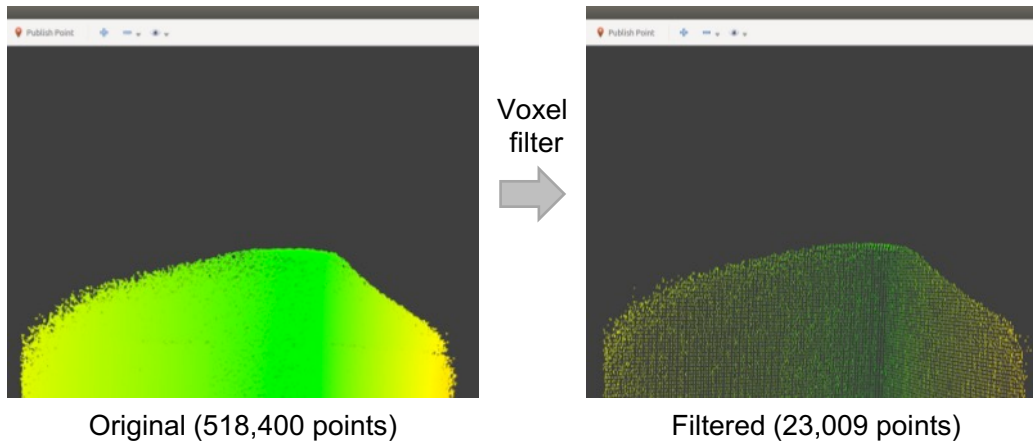 Publish Point
Publish Point
Voxel
filter
Original (518,400 points)
Filtered (23,009 points)